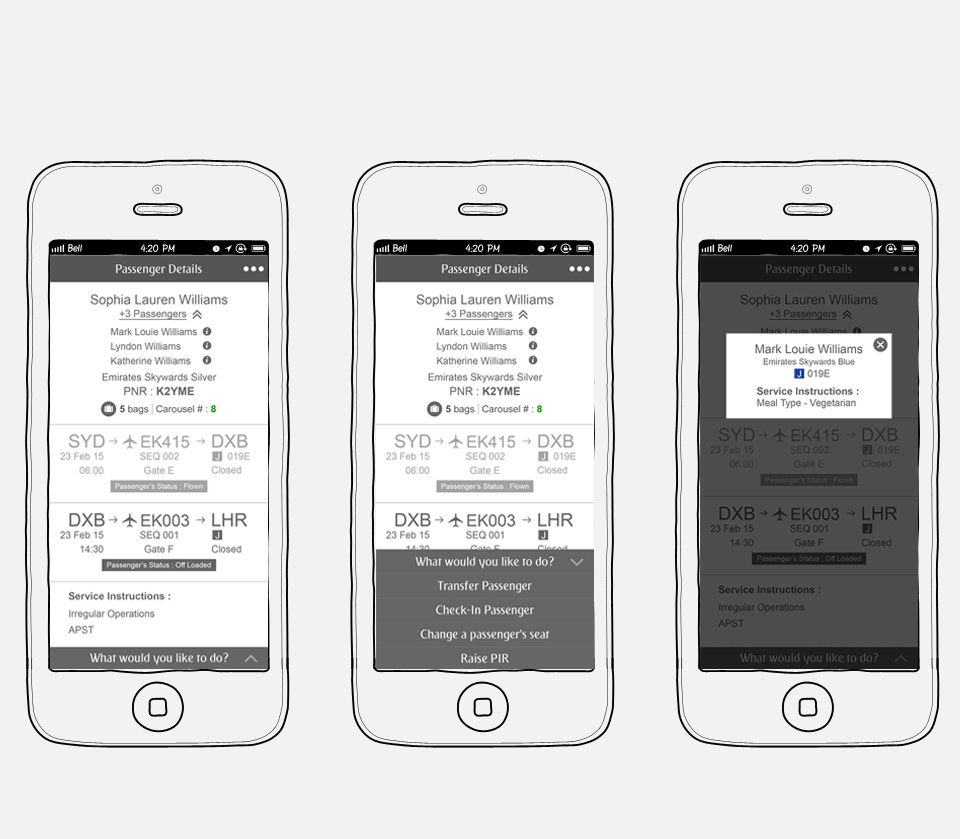 Bell 4:20 PM
Passenger Details
Sophia Lauren Williams
+3 Passengers
Mark Louie Williams i
Lyndon Williams i
Katherine Williams i
Emirates Skywards Silver
PNR : K2YME
5 bags | Carousel # : 8
SYD → EK415 → DXB
23 Feb 15 SEQ 002 J 019E
06:00 Gate E Closed
Passenger's Status : Flown
DXB → EK003 → LHR
23 Feb 15 SEQ 001 J
14:30 Gate F Closed
Passenger's Status : Off Loaded
Service Instructions :
Irregular Operations
APST
What would you like to do?
Bell 4:20 PM
Passenger Details
Sophia Lauren Williams
+3 Passengers
Mark Louie Williams i
Lyndon Williams i
Katherine Williams i
Emirates Skywards Silver
PNR : K2YME
5 bags | Carousel # : 8
SYD → EK415 → DXB
23 Feb 15 SEQ 002 J 019E
06:00 Gate E Closed
Passenger's Status : Flown
DXB → EK003 → LHR
23 Feb 15 SEQ 001 J
14:30 Gate F Closed
What would you like to do?
Transfer Passenger
Check-In Passenger
Change a passenger's seat
Raise PIR
Bell 4:20 PM
Passenger Details
Sophia Lauren Williams
+3 Passengers
Mark Louie Williams i
Mark Louie Williams
Emirates Skywards Blue
J 019E
Service Instructions :
Meal Type - Vegetarian
SYD → EK415 → DXB
23 Feb 15 SEQ 002 J 019E
06:00 Gate E Closed
Passenger's Status : Flown
DXB → EK003 → LHR
23 Feb 15 SEQ 001 J
14:30 Gate F Closed
Passenger's Status : Off Loaded
Service Instructions :
Irregular Operations
APST
What would you like to do?